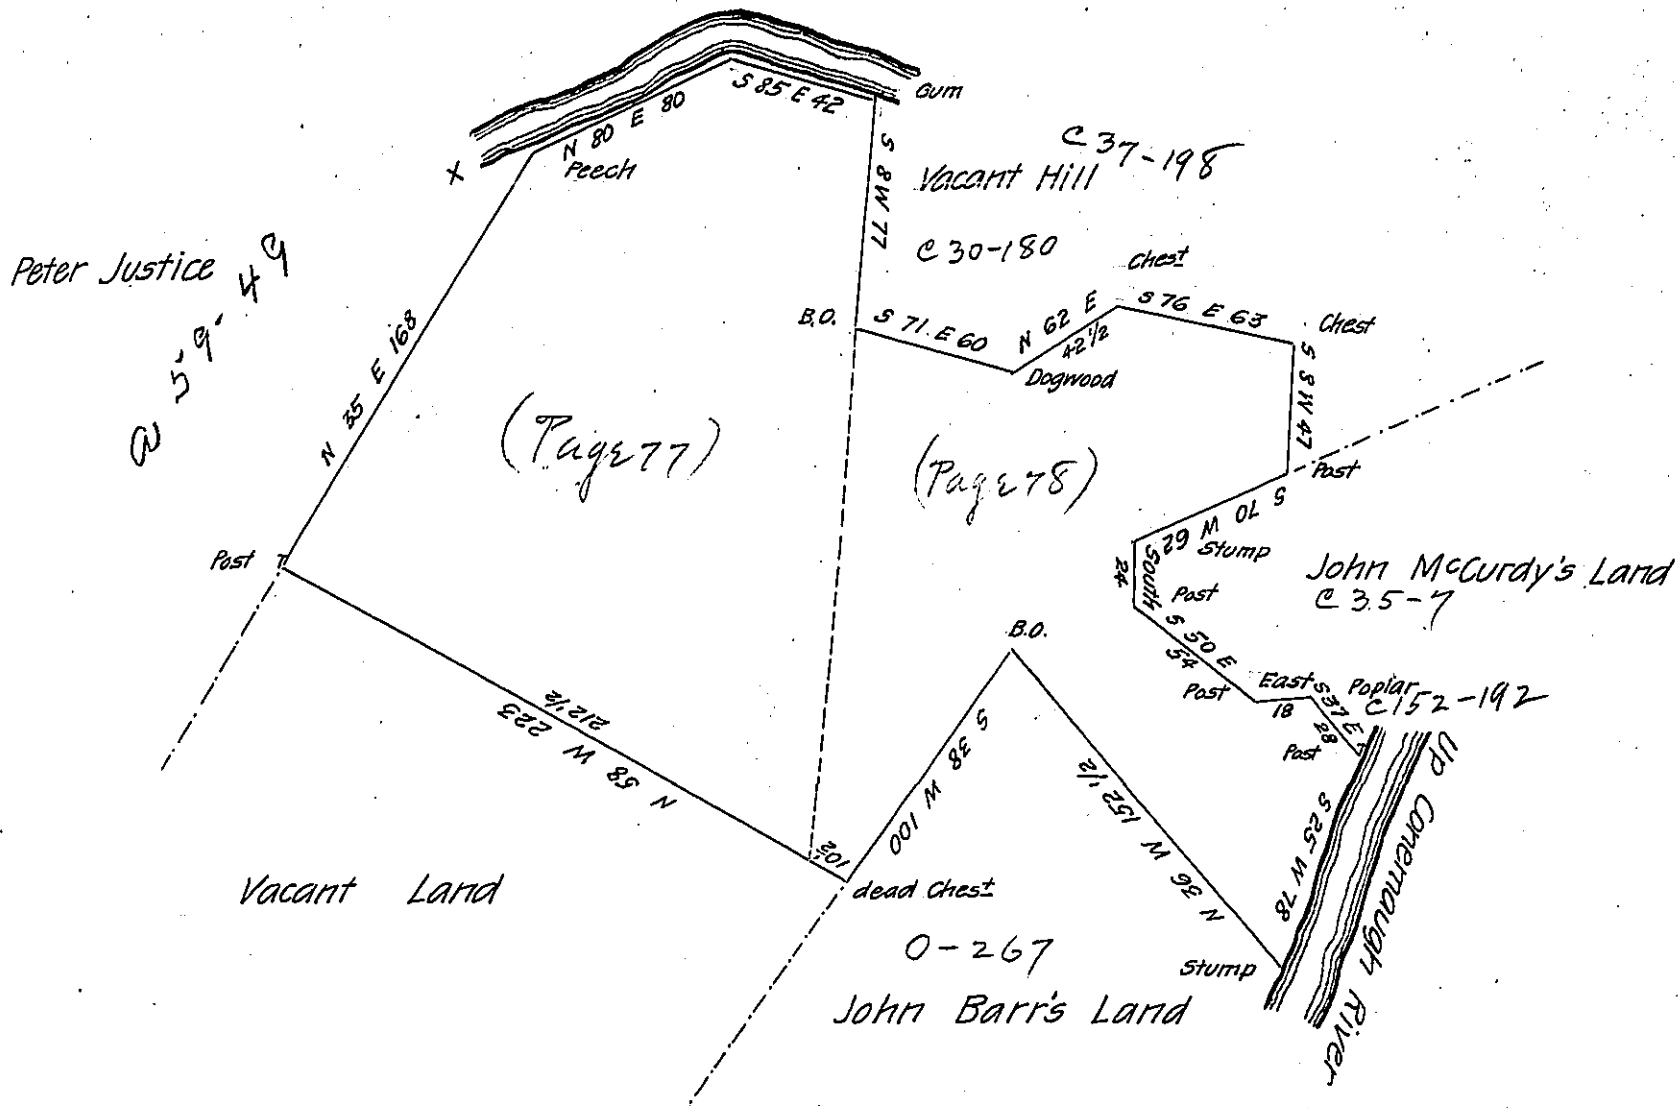 Gum
S 85 E 42
N 80 E 80
Peech
X
C 37-198
Vacant Hill
S 8 W 77
C 30-180
Peter Justice
a 59-49
Chest
S 76 E 63
N 62 E
42 1/2
B.O.
S 71 E 60
Chest
Dogwood
S 8 W 47
N 35 E 168
(Page 77)
(Page 78)
Post
S 70 W 62
Stump
South
24
Post
John McCurdy's Land
C 35-7
S 50 E
54
B.O.
Post
East
18
S 37 E
28
Poplar
C 152-192
Post
Post
212 1/2
N 58 W 223
10 1/2
S 38 W 100
N 36 W 152 1/2
S 25 W 78
Up Conemaugh River
Vacant Land
dead Chest
O-267
Stump
John Barr's Land